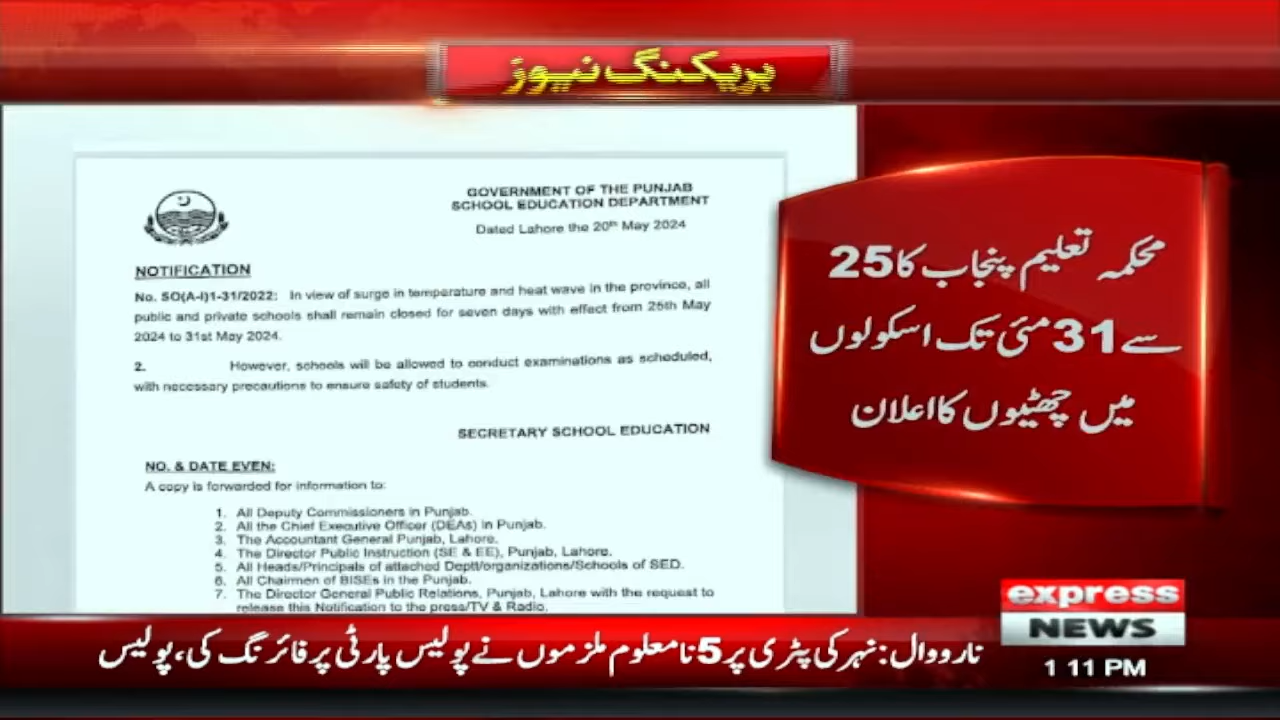 بریکنگ نیوز
GOVERNMENT OF THE PUNJAB
SCHOOL EDUCATION DEPARTMENT
Dated Lahore the 20th May 2024
NOTIFICATION
No. SO(A-I)1-31/2022: In view of surge in temperature and heat wave in the province, all
public and private schools shall remain closed for seven days with effect from 25th May
2024 to 31st May 2024.
2. However, schools will be allowed to conduct examinations as scheduled,
with necessary precautions to ensure safety of students.
SECRETARY SCHOOL EDUCATION
NO. & DATE EVEN:
A copy is forwarded for information to:
1. All Deputy Commissioners in Punjab.
2. All the Chief Executive Officer (DEAs) in Punjab.
3. The Accountant General Punjab, Lahore.
4. The Director Public Instruction (SE & EE), Punjab, Lahore.
5. All Heads/Principals of attached Deptt/organizations/Schools of SED.
6. All Chairmen of BISEs in the Punjab.
7. The Director General Public Relations, Punjab, Lahore with the request to
release this Notification to the press/TV & Radio.
محکمہ تعلیم پنجاب کا 25
سے 31 مئی تک اسکولوں
میں چھٹیوں کا اعلان
express
NEWS
1 11 PM
نارووال: نہر کی پٹری پر 5 نامعلوم ملزموں نے پولیس پارٹی پر فائرنگ کی، پولیس